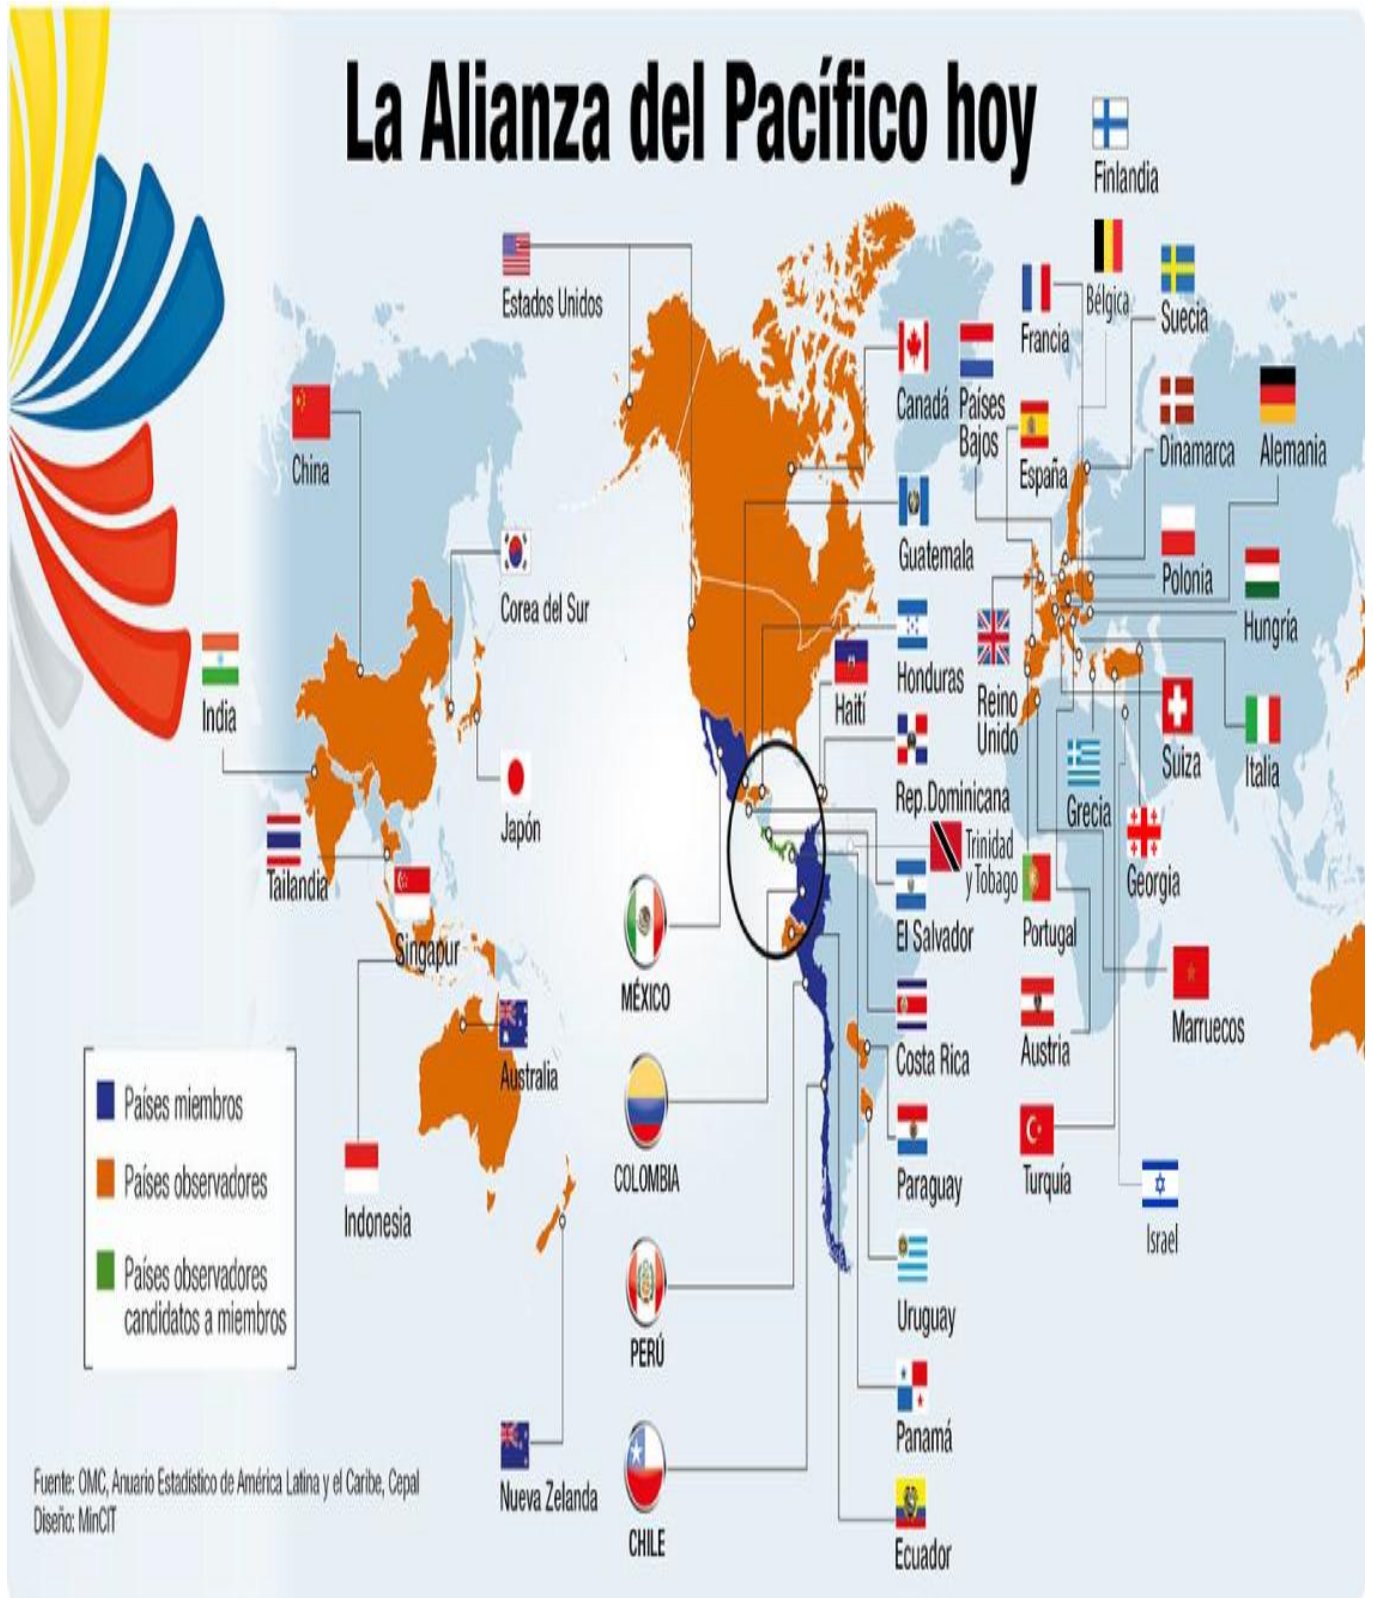 La Alianza del Pacífico hoy
Finlandia
Estados Unidos
Francia
Bélgica
Suecia
China
Canadá
Países
Bajos
España
Dinamarca
Alemania
Guatemala
Polonia
Corea del Sur
Hungría
India
Haití
Honduras
Reino
Unido
Suiza
Italia
Japón
Rep. Dominicana
Grecia
Tailandia
Trinidad
y Tobago
Georgia
Singapur
El Salvador
Portugal
MÉXICO
Marruecos
Australia
Costa Rica
Austria
Países miembros
Países observadores
Países observadores
candidatos a miembros
COLOMBIA
Paraguay
Turquía
Indonesia
Israel
Uruguay
PERÚ
Panamá
Nueva Zelanda
CHILE
Ecuador
Fuente: OMC, Anuario Estadístico de América Latina y el Caribe, Cepal
Diseño: MinCIT